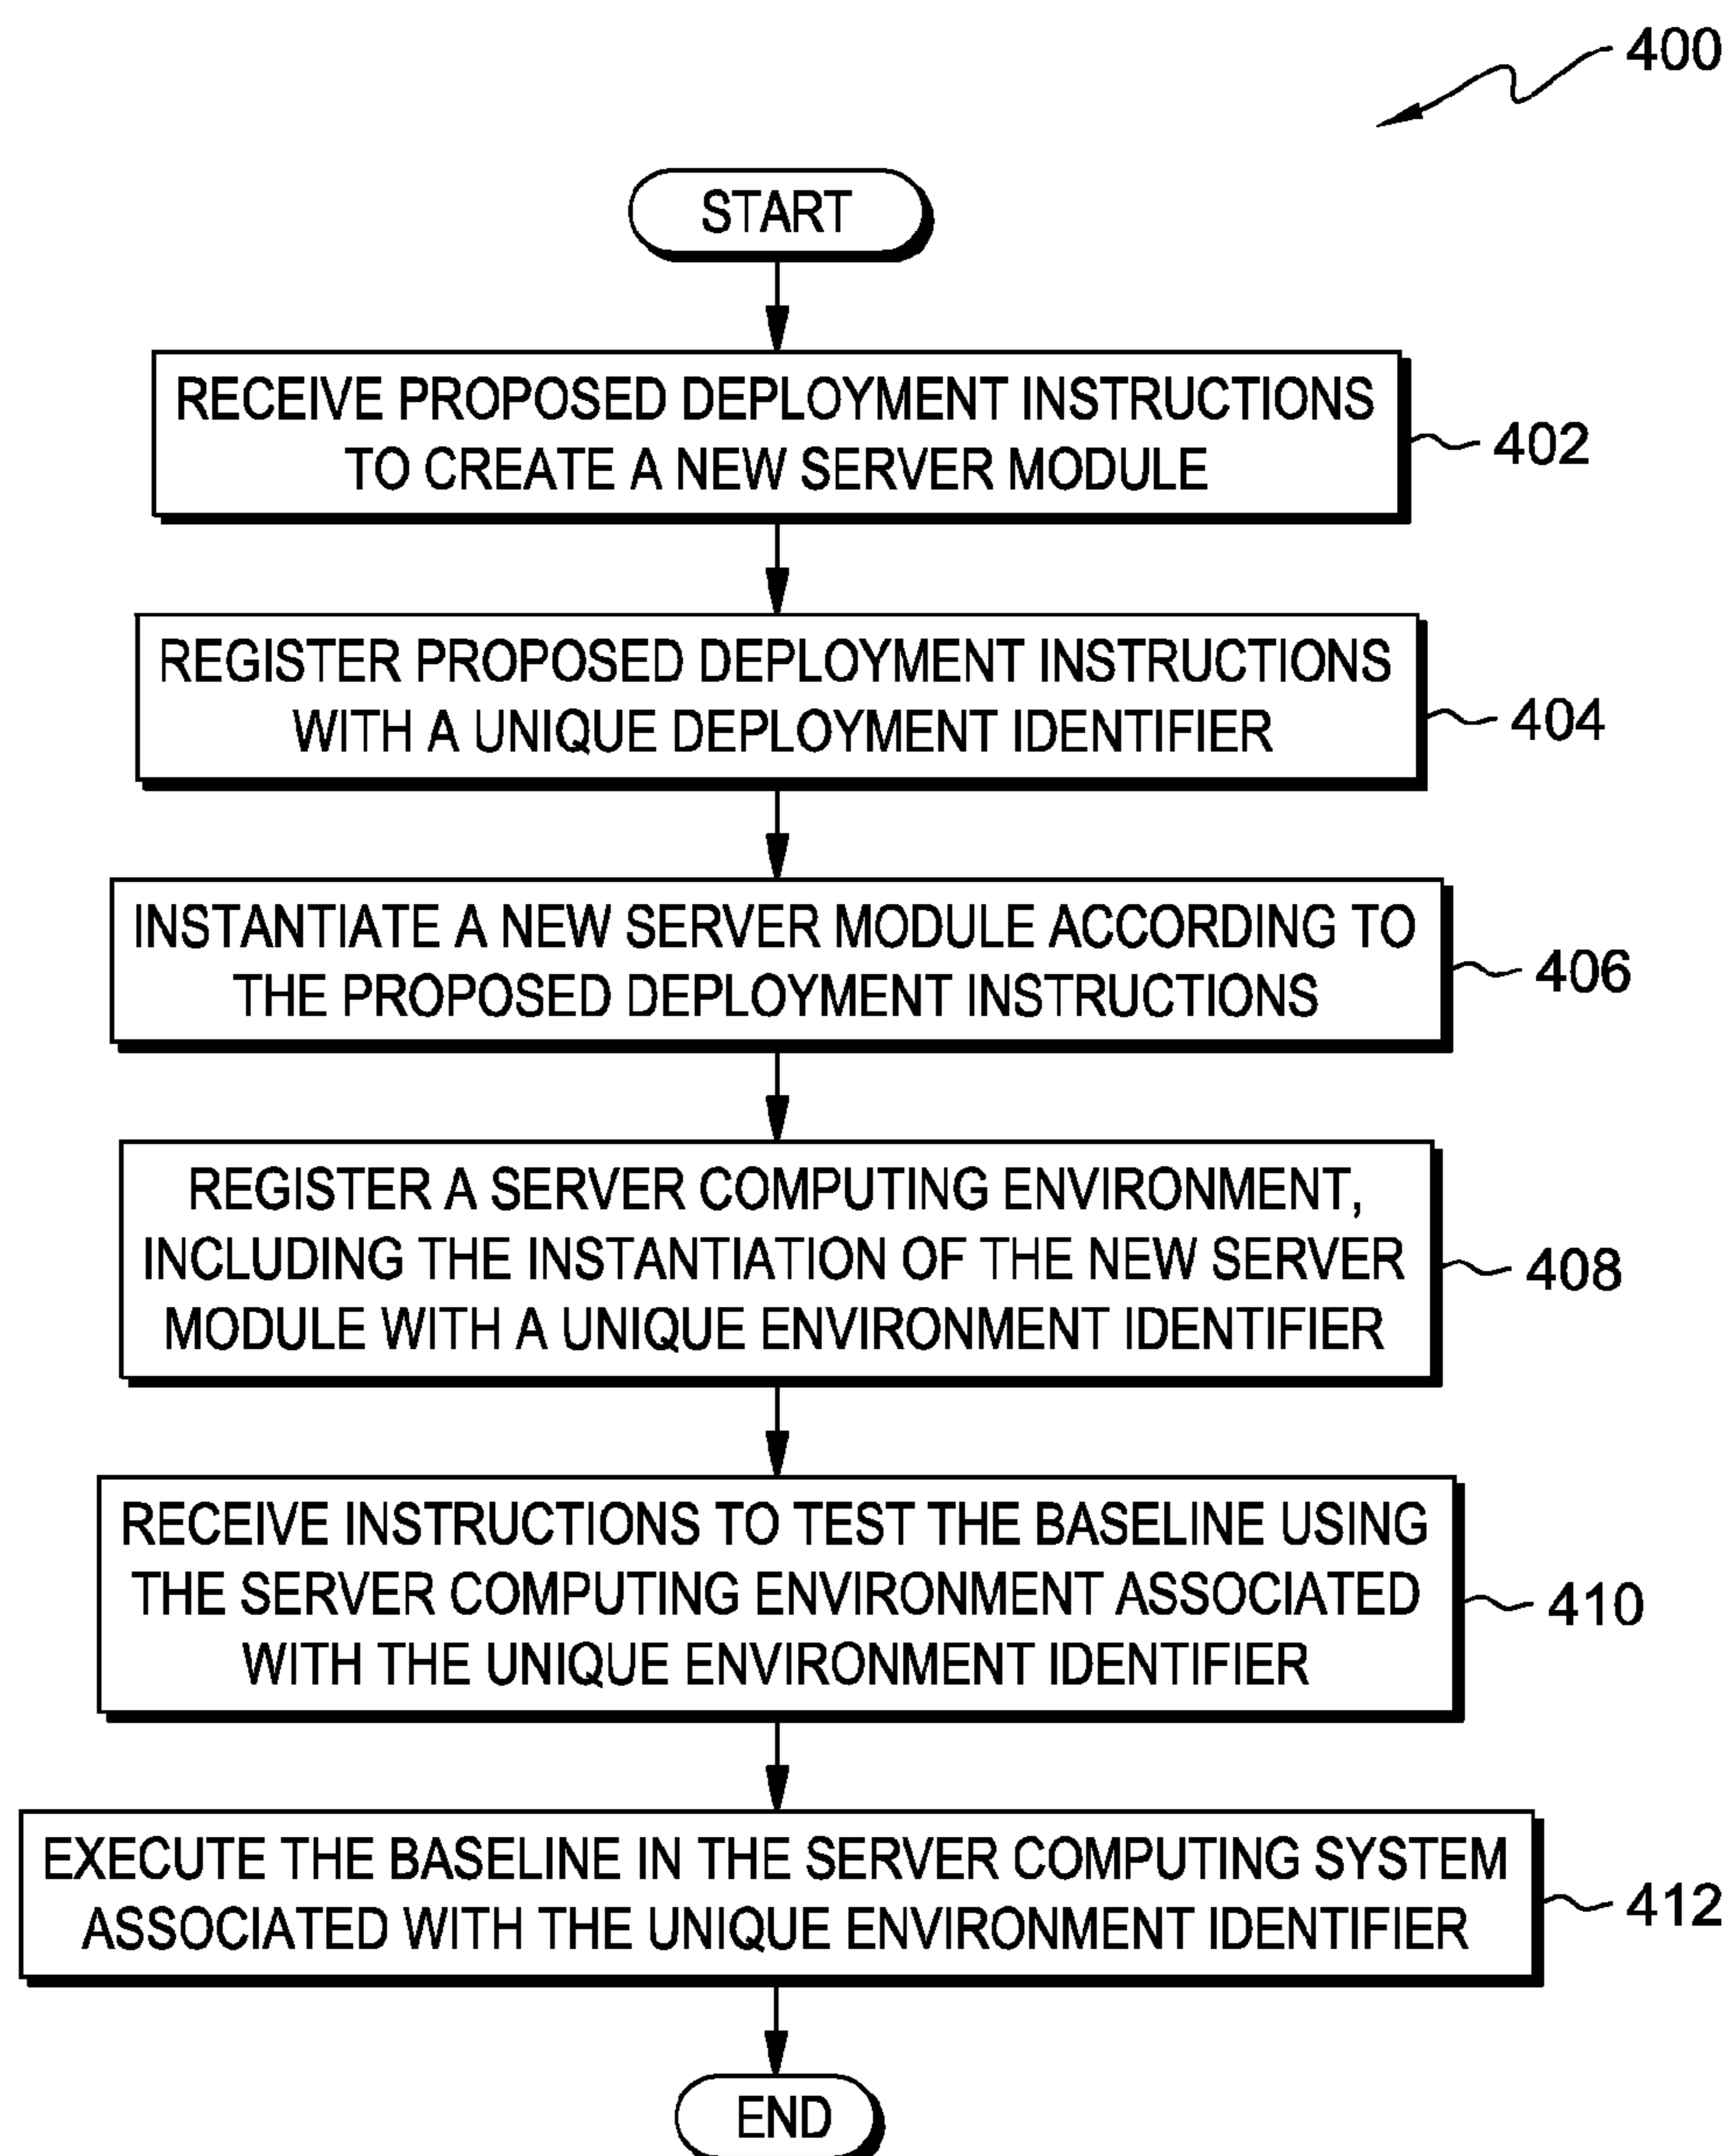 400
START
RECEIVE PROPOSED DEPLOYMENT INSTRUCTIONS
TO CREATE A NEW SERVER MODULE
402
REGISTER PROPOSED DEPLOYMENT INSTRUCTIONS
WITH A UNIQUE DEPLOYMENT IDENTIFIER
404
INSTANTIATE A NEW SERVER MODULE ACCORDING TO
THE PROPOSED DEPLOYMENT INSTRUCTIONS
406
REGISTER A SERVER COMPUTING ENVIRONMENT,
INCLUDING THE INSTANTIATION OF THE NEW SERVER
MODULE WITH A UNIQUE ENVIRONMENT IDENTIFIER
408
RECEIVE INSTRUCTIONS TO TEST THE BASELINE USING
THE SERVER COMPUTING ENVIRONMENT ASSOCIATED
WITH THE UNIQUE ENVIRONMENT IDENTIFIER
410
EXECUTE THE BASELINE IN THE SERVER COMPUTING SYSTEM
ASSOCIATED WITH THE UNIQUE ENVIRONMENT IDENTIFIER
412
END